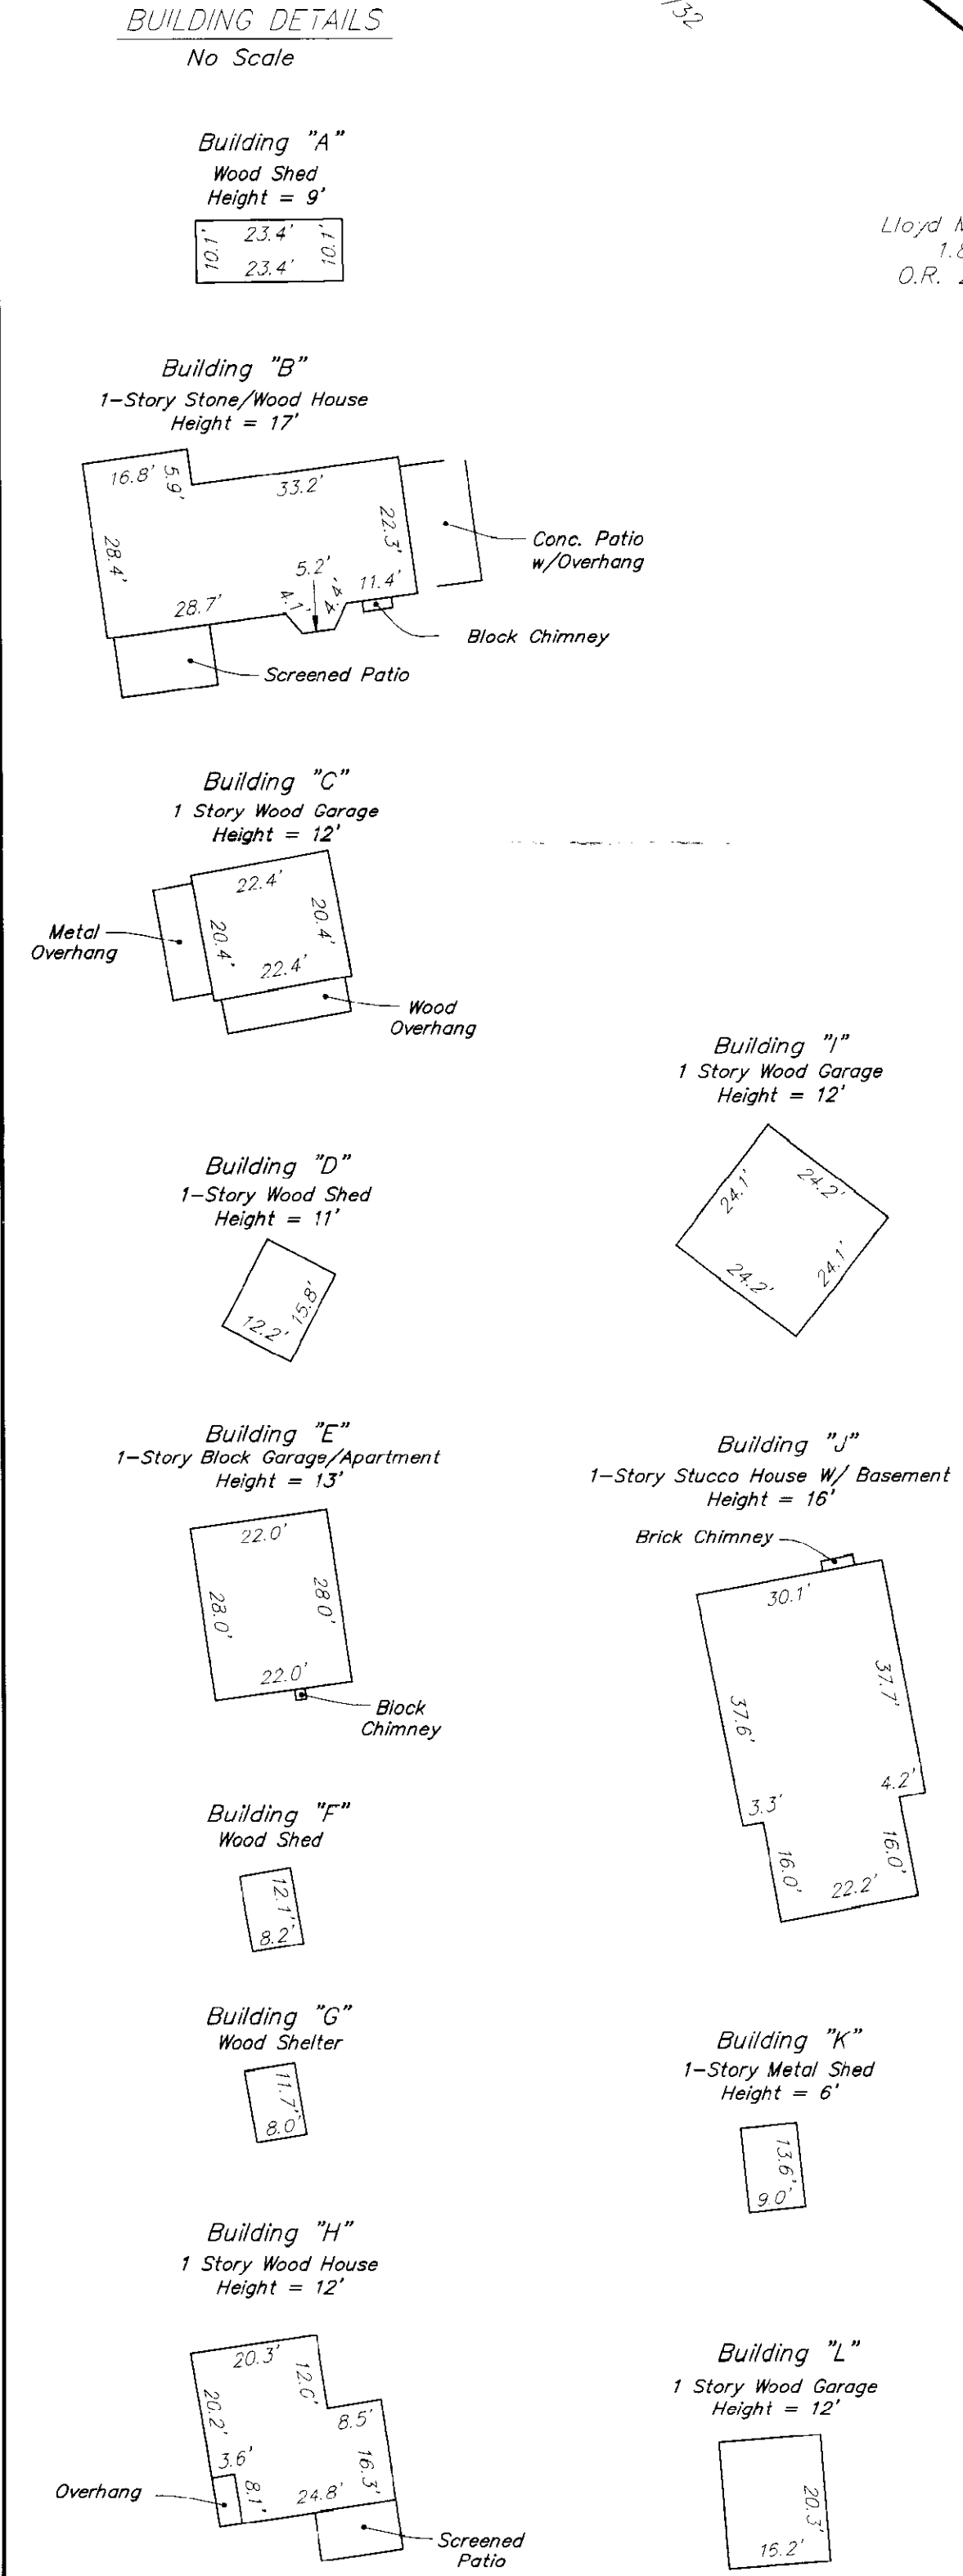 BUILDING DETAILS
No Scale
132
Building "A"
Wood Shed
Height = 9'
23.4'
10.1'
10.1'
23.4'
Lloyd
1.8
O.R.
Building "B"
1-Story Stone/Wood House
Height = 17'
16.8'
5.9'
33.2'
28.4'
22.3'
Conc. Patio
w/Overhang
5.2'
4.1'
4.4'
11.4'
28.7'
Block Chimney
Screened Patio
Building "C"
1 Story Wood Garage
Height = 12'
22.4'
20.4'
20.4'
22.4'
Metal
Overhang
Wood
Overhang
Building "I"
1 Story Wood Garage
Height = 12'
24.1'
24.2'
24.2'
24.1'
Building "D"
1-Story Wood Shed
Height = 11'
12.2'
15.8'
Building "E"
1-Story Block Garage/Apartment
Height = 13'
22.0'
28.0'
28.0'
22.0'
Block
Chimney
Building "J"
1-Story Stucco House W/ Basement
Height = 16'
Brick Chimney
30.1'
37.6'
37.7'
4.2'
3.3'
16.0'
16.0'
22.2'
Building "F"
Wood Shed
12.1'
8.2'
Building "G"
Wood Shelter
11.7'
8.0'
Building "K"
1-Story Metal Shed
Height = 6'
13.6'
9.0'
Building "H"
1 Story Wood House
Height = 12'
20.3'
12.0'
20.2'
8.5'
3.6'
8.1'
24.8'
16.3'
Overhang
Screened
Patio
Building "L"
1 Story Wood Garage
Height = 12'
20.3'
15.2'